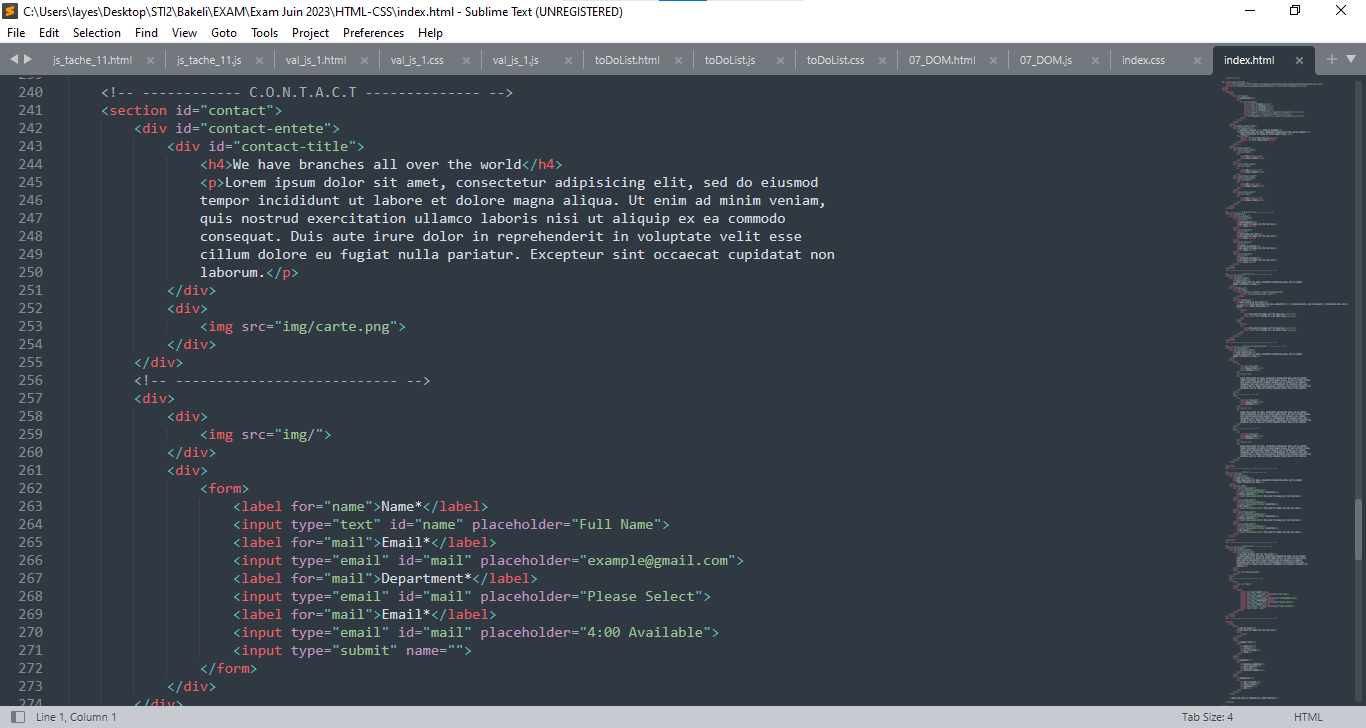 C:\Users\layes\Desktop\STI2\Bakeli\EXAM\Exam Juin 2023\HTML-CSS\index.html - Sublime Text (UNREGISTERED)
File Edit Selection Find View Goto Tools Project Preferences Help
js_tache_11.html js_tache_11.js val_js_1.html val_js_1.css val_js_1.js toDoList.html toDoList.js toDoList.css 07_DOM.html 07_DOM.js index.css index.html
239
240 <!-- ------------ C.O.N.T.A.C.T -------------- -->
241 <section id="contact">
242 <div id="contact-entete">
243 <div id="contact-title">
244 <h4>We have branches all over the world</h4>
245 <p>Lorem ipsum dolor sit amet, consectetur adipisicing elit, sed do eiusmod
246 tempor incididunt ut labore et dolore magna aliqua. Ut enim ad minim veniam,
247 quis nostrud exercitation ullamco laboris nisi ut aliquip ex ea commodo
248 consequat. Duis aute irure dolor in reprehenderit in voluptate velit esse
249 cillum dolore eu fugiat nulla pariatur. Excepteur sint occaecat cupidatat non
250 laborum.</p>
251 </div>
252 <div>
253 <img src="img/carte.png">
254 </div>
255 </div>
256 <!-- --------------------------- -->
257 <div>
258 <div>
259 <img src="img/">
260 </div>
261 <div>
262 <form>
263 <label for="name">Name*</label>
264 <input type="text" id="name" placeholder="Full Name">
265 <label for="mail">Email*</label>
266 <input type="email" id="mail" placeholder="example@gmail.com">
267 <label for="mail">Department*</label>
268 <input type="email" id="mail" placeholder="Please Select">
269 <label for="mail">Email*</label>
270 <input type="email" id="mail" placeholder="4:00 Available">
271 <input type="submit" name="">
272 </form>
273 </div>
274 </div>
Line 1, Column 1 Tab Size: 4 HTML